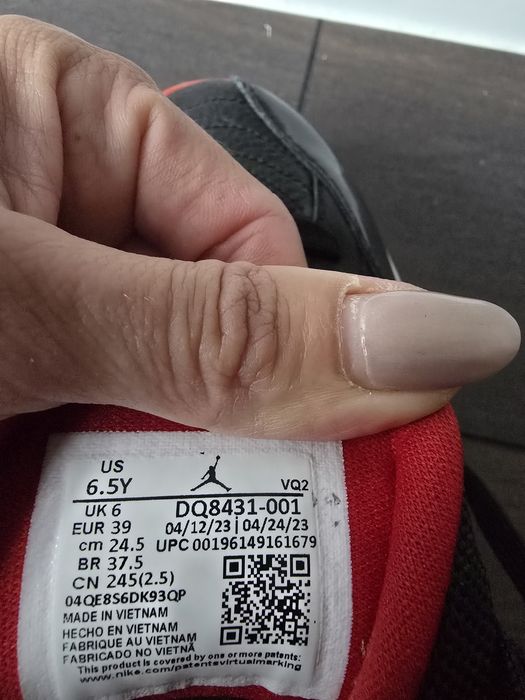 US
6.5Y VQ2
UK 6 DQ8431-001
EUR 39 04/12/23 | 04/24/23
cm 24.5 UPC 00196149161679
BR 37.5
CN 245(2.5)
04QE8S6DK93QP
MADE IN VIETNAM
HECHO EN VIETNAM
FABRIQUE AU VIETNAM
FABRICADO NO VIETNÃ
This product is covered by one or more patents:
www.nike.com/patentsvirtualmarking